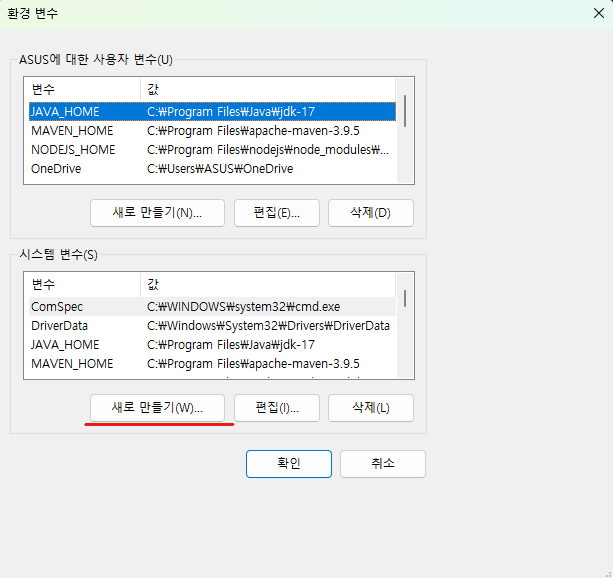 환경 변수
ASUS에 대한 사용자 변수(U)
변수 값
JAVA_HOME C:₩Program Files₩Java₩jdk-17
MAVEN_HOME C:₩Program Files₩apache-maven-3.9.5
NODEJS_HOME C:₩Program Files₩nodejs₩node_modules₩...
OneDrive C:₩Users₩ASUS₩OneDrive
새로 만들기(N)... 편집(E)... 삭제(D)
시스템 변수(S)
변수 값
ComSpec C:₩WINDOWS₩system32₩cmd.exe
DriverData C:₩Windows₩System32₩Drivers₩DriverData
JAVA_HOME C:₩Program Files₩Java₩jdk-17
MAVEN_HOME C:₩Program Files₩apache-maven-3.9.5
새로 만들기(W)... 편집(I)... 삭제(L)
확인 취소